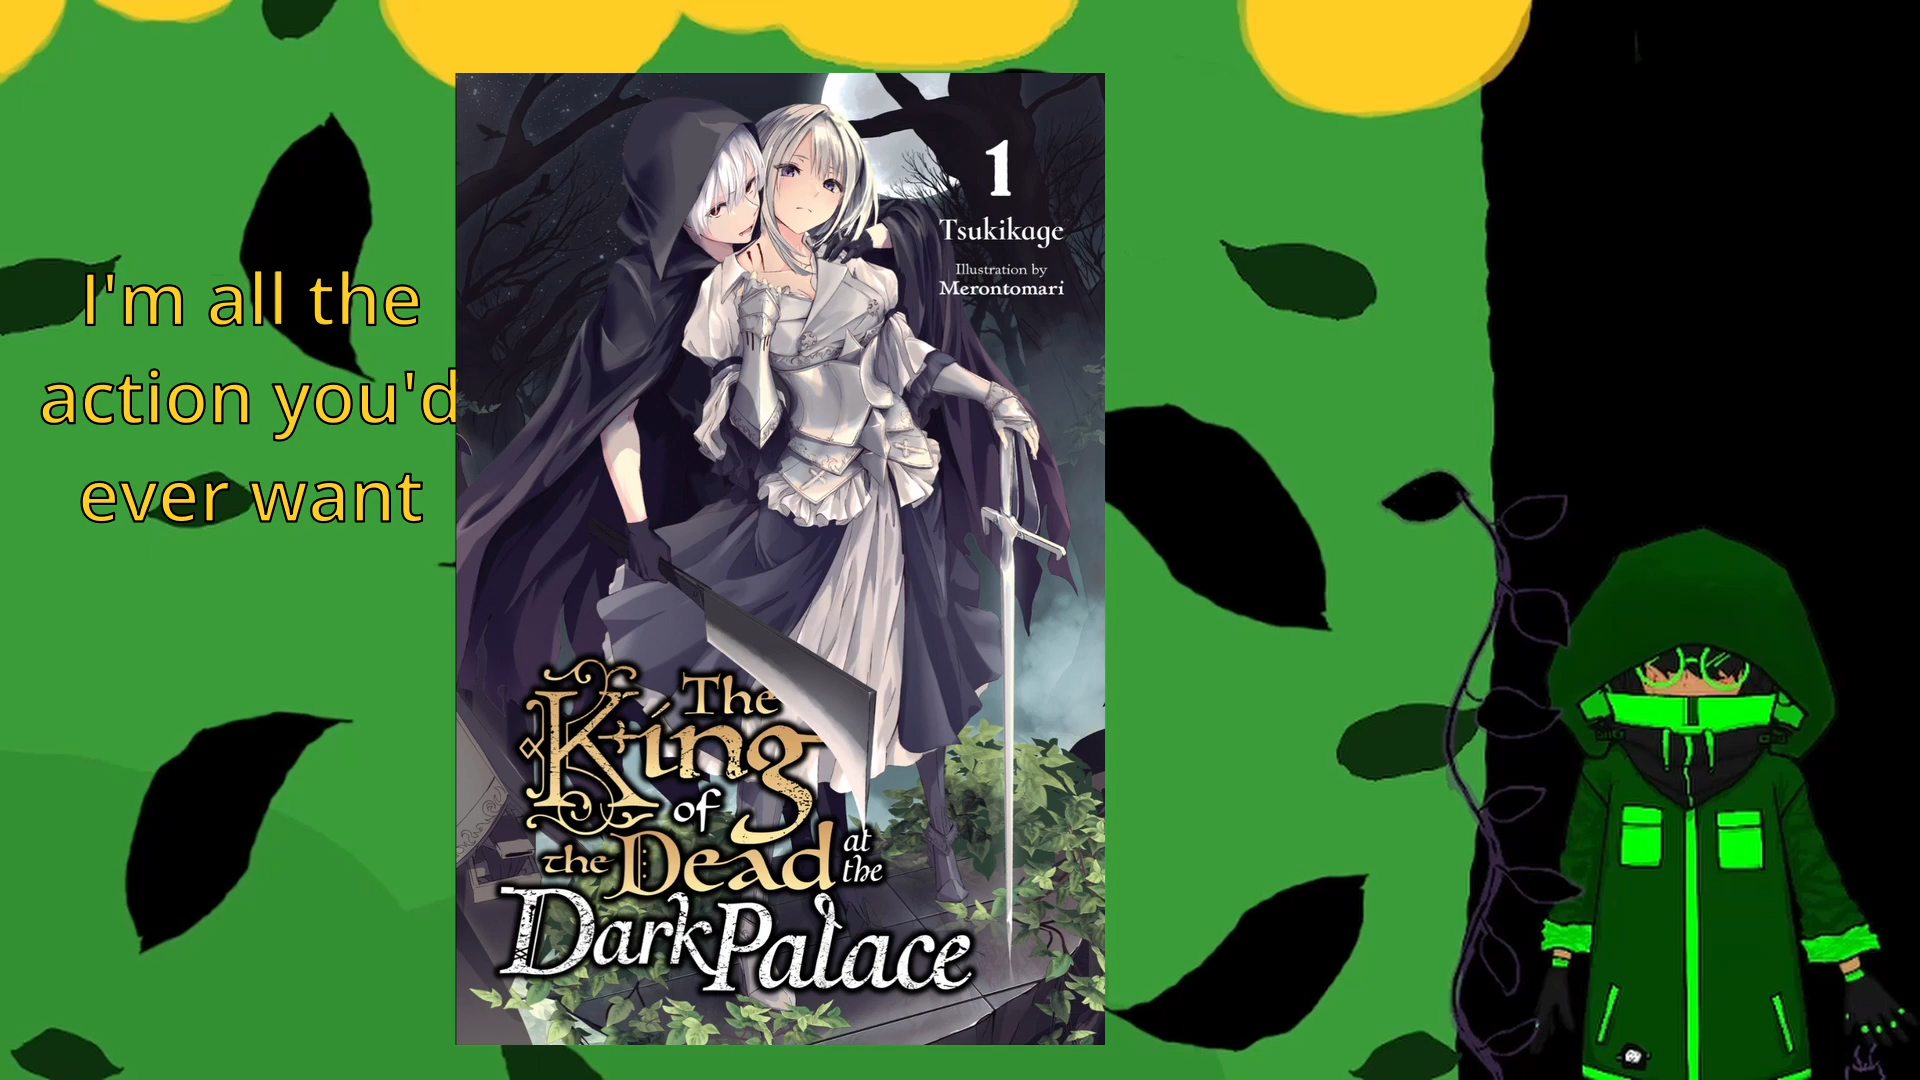 I'm all the
action you'd
ever want
1
Tsukikage
Illustration by
Merontomari
The
King
of
the Dead at
the
Dark Palace